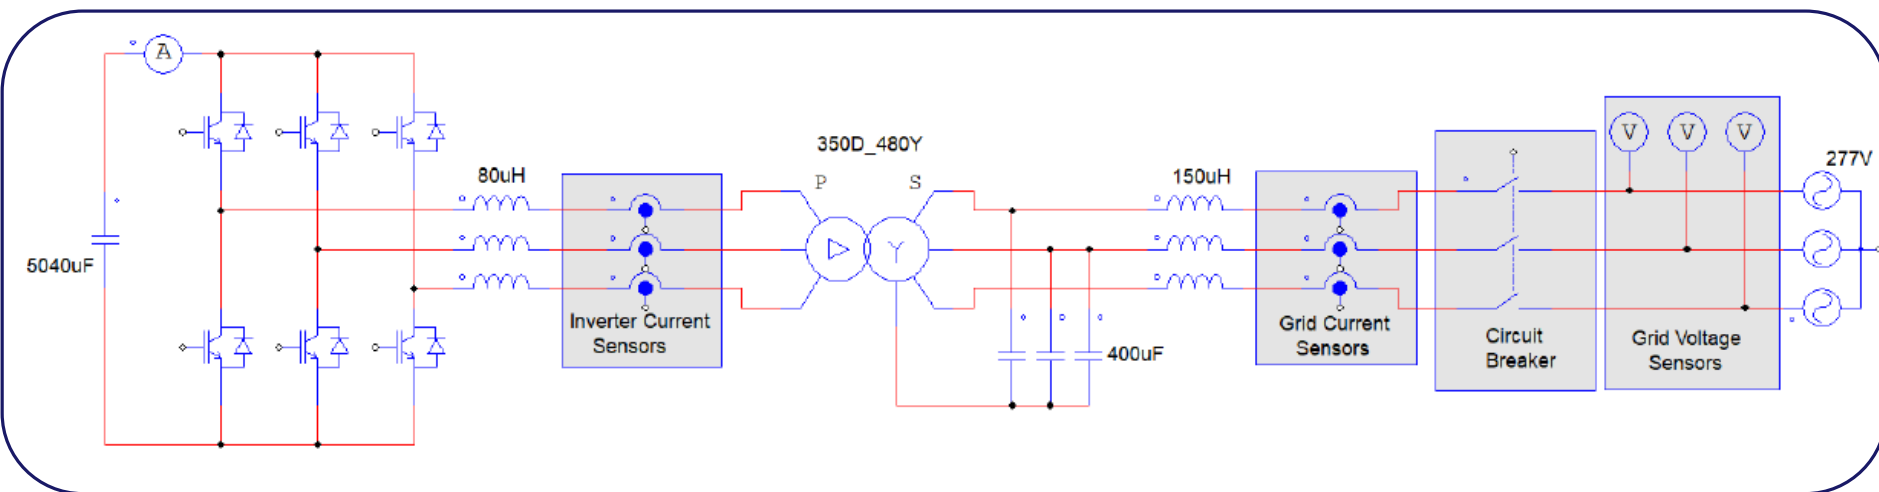 A
5040uF
80uH
Inverter Current
Sensors
350D_480Y
P
S
Y
400uF
150uH
Grid Current
Sensors
Circuit
Breaker
V
V
V
Grid Voltage
Sensors
277V